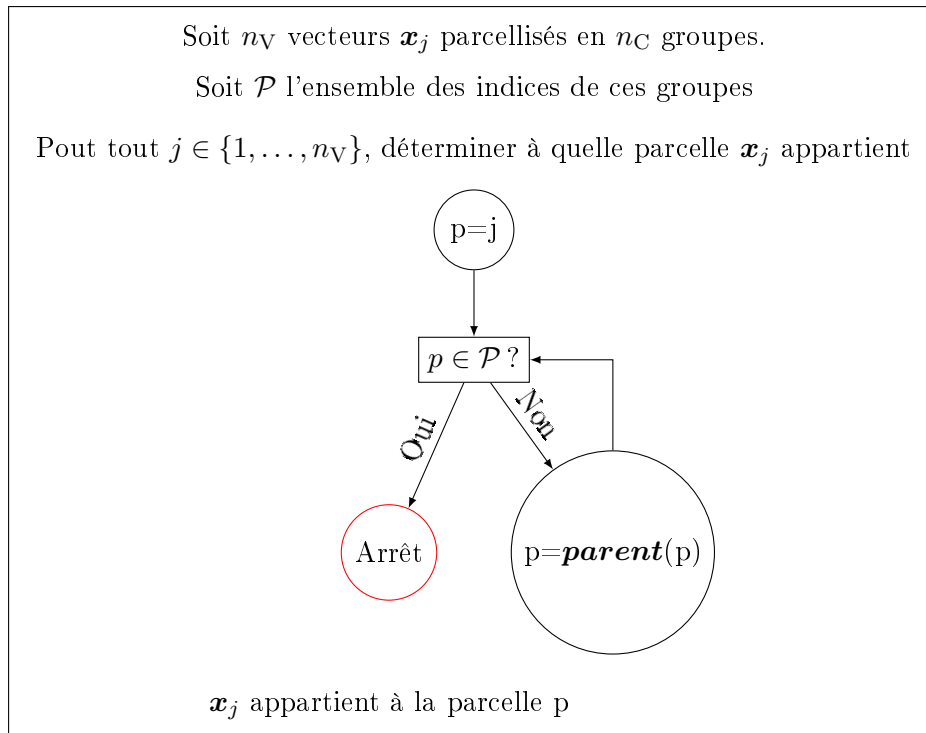 Soit n_V vecteurs x_j parcellisés en n_C groupes.
Soit 𝒫 l'ensemble des indices de ces groupes
Pout tout j ∈ {1, . . . , n_V}, déterminer à quelle parcelle x_j appartient
p=j
p ∈ 𝒫 ?
Oui
Non
Arrêt
p=parent(p)
x_j appartient à la parcelle p